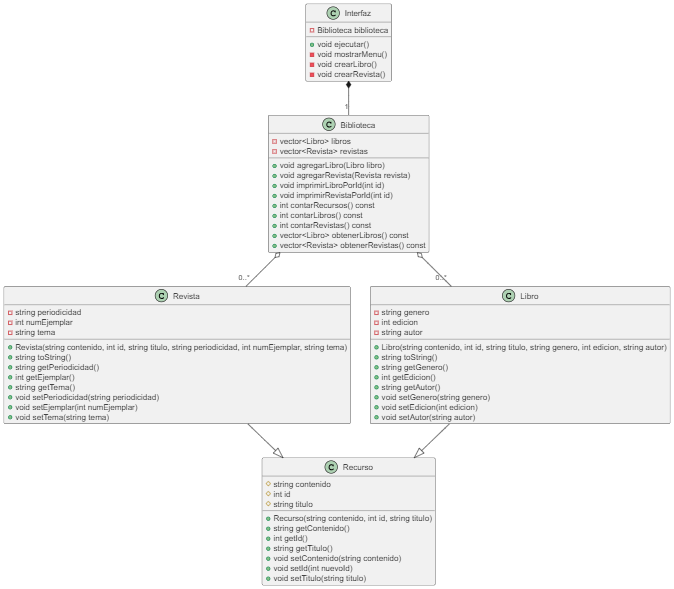 C Interfaz
Biblioteca biblioteca
void ejecutar()
void mostrarMenu()
void crearLibro()
void crearRevista()
1
C Biblioteca
vector<Libro> libros
vector<Revista> revistas
void agregarLibro(Libro libro)
void agregarRevista(Revista revista)
void imprimirLibroPorId(int id)
void imprimirRevistaPorId(int id)
int contarRecursos() const
int contarLibros() const
int contarRevistas() const
vector<Libro> obtenerLibros() const
vector<Revista> obtenerRevistas() const
0..*
0..*
C Revista
string periodicidad
int numEjemplar
string tema
Revista(string contenido, int id, string titulo, string periodicidad, int numEjemplar, string tema)
string toString()
string getPeriodicidad()
int getEjemplar()
string getTema()
void setPeriodicidad(string periodicidad)
void setEjemplar(int numEjemplar)
void setTema(string tema)
C Libro
string genero
int edicion
string autor
Libro(string contenido, int id, string titulo, string genero, int edicion, string autor)
string toString()
string getGenero()
int getEdicion()
string getAutor()
void setGenero(string genero)
void setEdicion(int edicion)
void setAutor(string autor)
C Recurso
string contenido
int id
string titulo
Recurso(string contenido, int id, string titulo)
string getContenido()
int getId()
string getTitulo()
void setContenido(string contenido)
void setId(int nuevoId)
void setTitulo(string titulo)